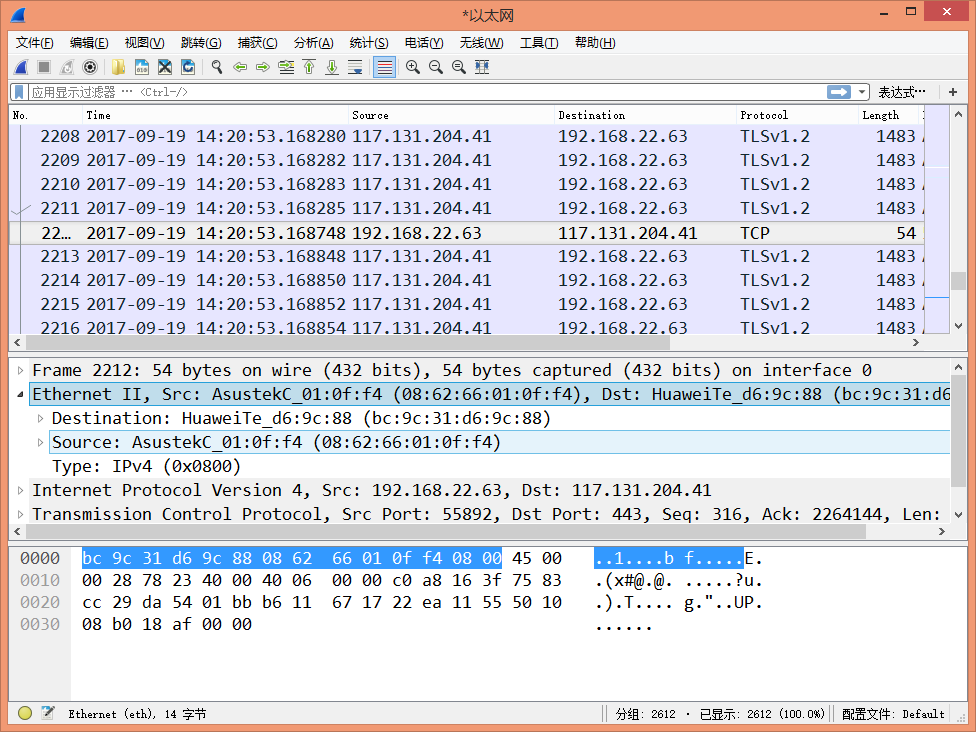 *以太网
文件(F) 编辑(E) 视图(V) 跳转(G) 捕获(C) 分析(A) 统计(S) 电话(Y) 无线(W) 工具(T) 帮助(H)
应用显示过滤器 … <Ctrl-/> 表达式… +
No. Time Source Destination Protocol Length
2208 2017-09-19 14:20:53.168280 117.131.204.41 192.168.22.63 TLSv1.2 1483
2209 2017-09-19 14:20:53.168282 117.131.204.41 192.168.22.63 TLSv1.2 1483
2210 2017-09-19 14:20:53.168283 117.131.204.41 192.168.22.63 TLSv1.2 1483
2211 2017-09-19 14:20:53.168285 117.131.204.41 192.168.22.63 TLSv1.2 1483
22… 2017-09-19 14:20:53.168748 192.168.22.63 117.131.204.41 TCP 54
2213 2017-09-19 14:20:53.168848 117.131.204.41 192.168.22.63 TLSv1.2 1483
2214 2017-09-19 14:20:53.168850 117.131.204.41 192.168.22.63 TLSv1.2 1483
2215 2017-09-19 14:20:53.168852 117.131.204.41 192.168.22.63 TLSv1.2 1483
2216 2017-09-19 14:20:53.168854 117.131.204.41 192.168.22.63 TLSv1.2 1483
Frame 2212: 54 bytes on wire (432 bits), 54 bytes captured (432 bits) on interface 0
Ethernet II, Src: AsustekC_01:0f:f4 (08:62:66:01:0f:f4), Dst: HuaweiTe_d6:9c:88 (bc:9c:31:d6
Destination: HuaweiTe_d6:9c:88 (bc:9c:31:d6:9c:88)
Source: AsustekC_01:0f:f4 (08:62:66:01:0f:f4)
Type: IPv4 (0x0800)
Internet Protocol Version 4, Src: 192.168.22.63, Dst: 117.131.204.41
Transmission Control Protocol, Src Port: 55892, Dst Port: 443, Seq: 316, Ack: 2264144, Len:
0000 bc 9c 31 d6 9c 88 08 62 66 01 0f f4 08 00 45 00 ..1....b f.....E.
0010 00 28 78 23 40 00 40 06 00 00 c0 a8 16 3f 75 83 .(x#@.@. .....?u.
0020 cc 29 da 54 01 bb b6 11 67 17 22 ea 11 55 50 10 .).T.... g."..UP.
0030 08 b0 18 af 00 00 ......
Ethernet (eth), 14 字节 分组: 2612 · 已显示: 2612 (100.0%) 配置文件: Default